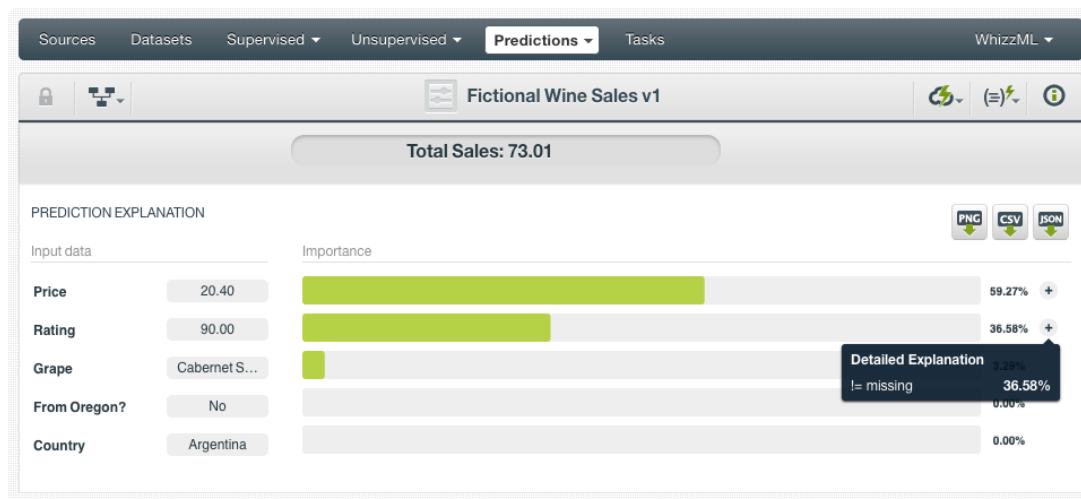 Sources Datasets Supervised Unsupervised Predictions Tasks WhizzML
Fictional Wine Sales v1
Total Sales: 73.01
PREDICTION EXPLANATION
PNG CSV JSON
Input data Importance
Price 20.40 59.27% +
Rating 90.00 36.58% +
Detailed Explanation
!= missing 36.58%
Grape Cabernet S... 3.29%
From Oregon? No 0.00%
Country Argentina 0.00%